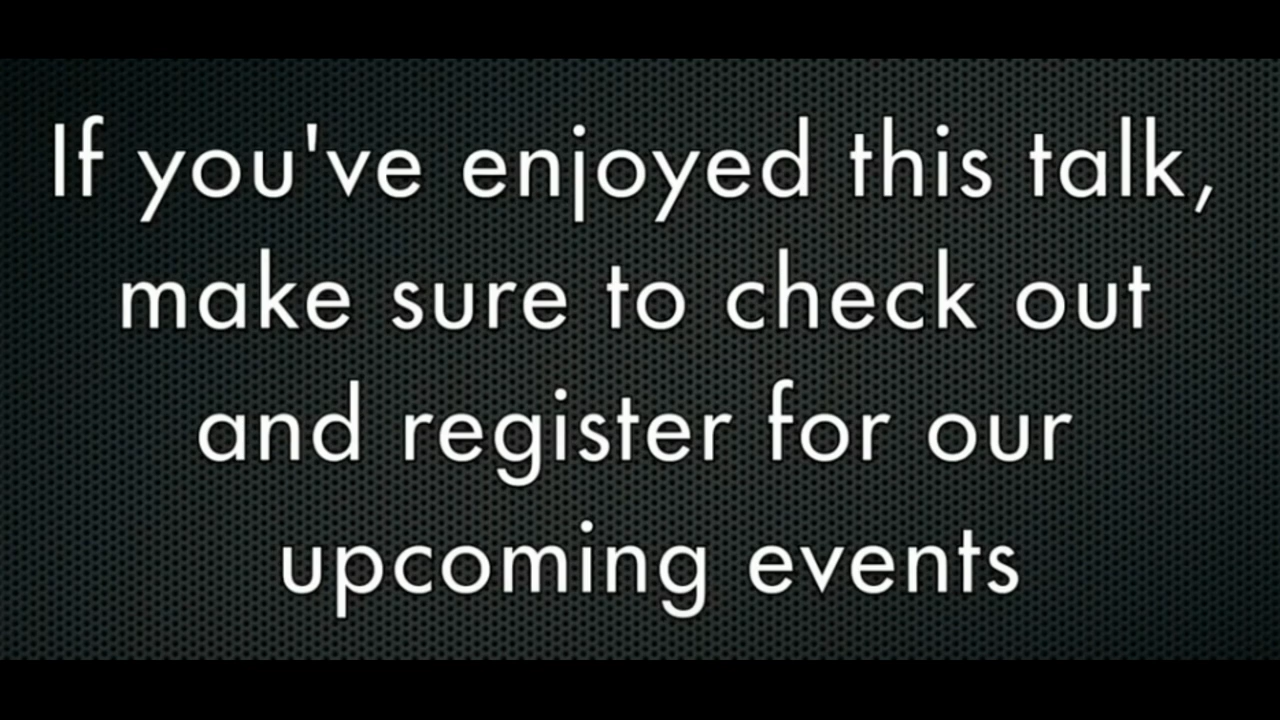 If you've enjoyed this talk,
make sure to check out
and register for our
upcoming events